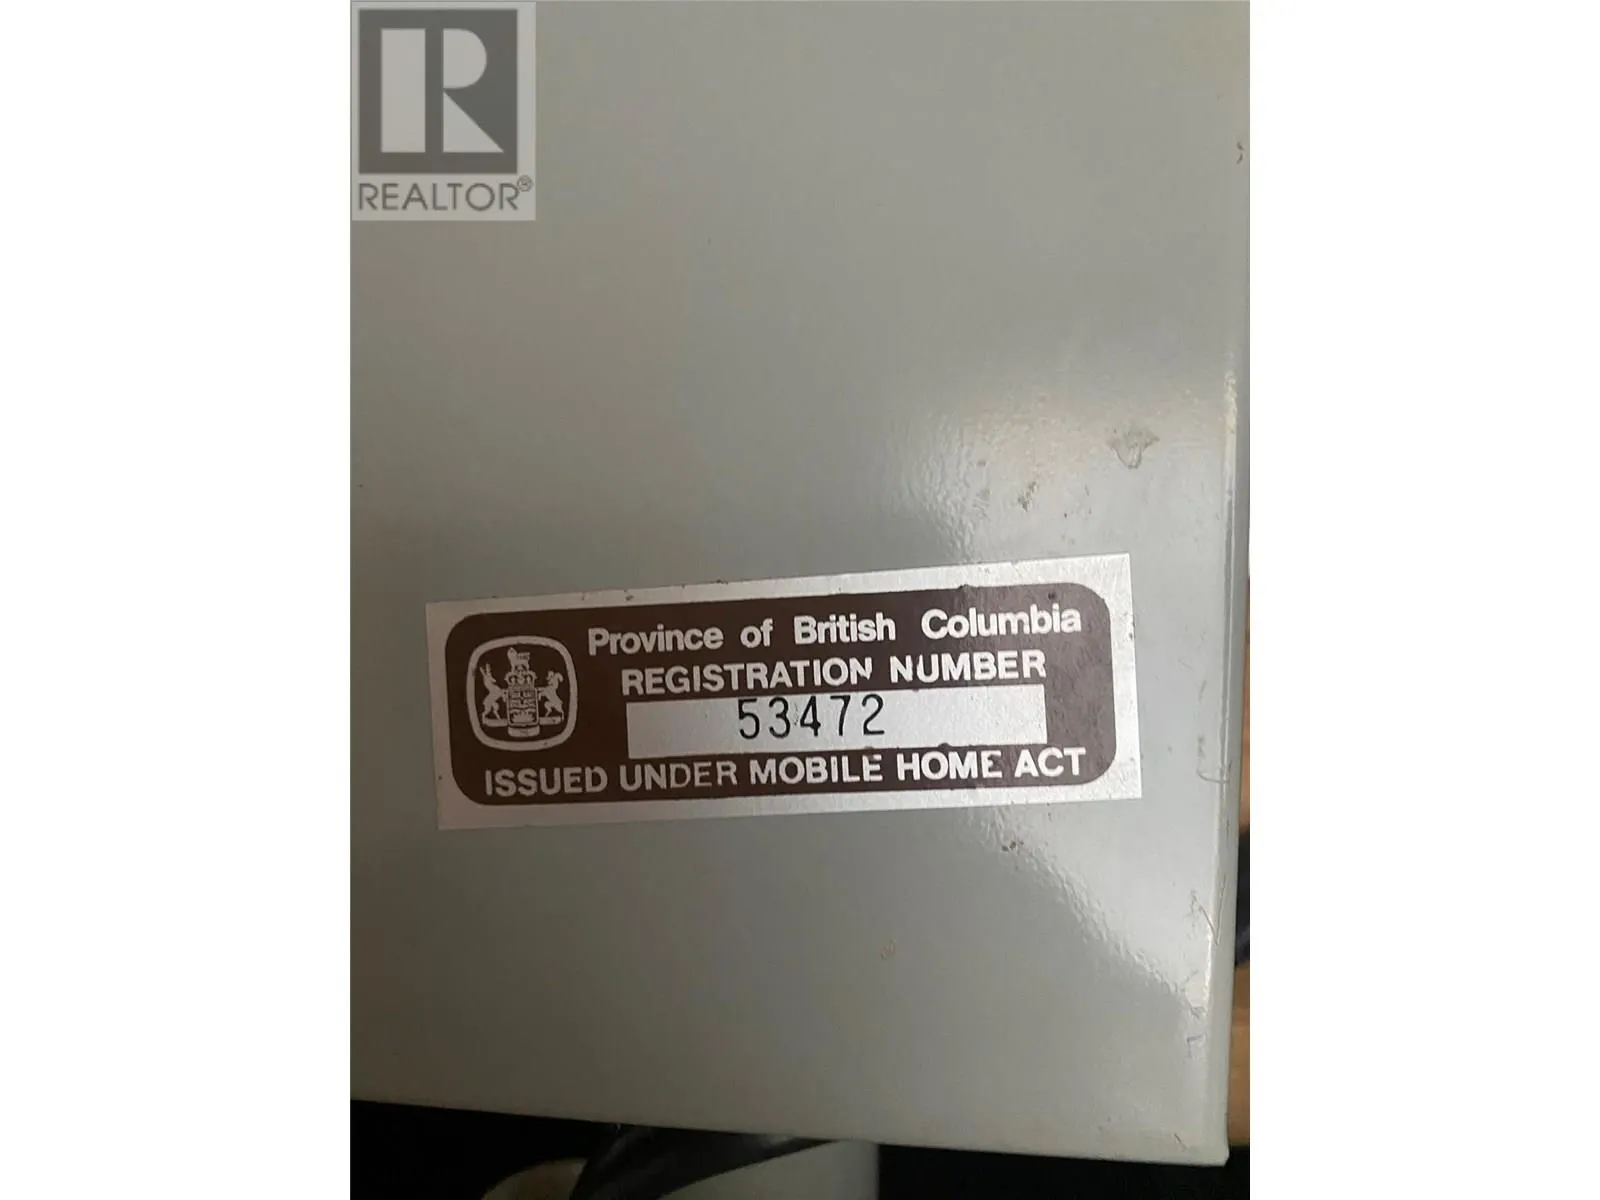 REALTOR®
Province of British Columbia
REGISTRATION NUMBER
53472
ISSUED UNDER MOBILE HOME ACT